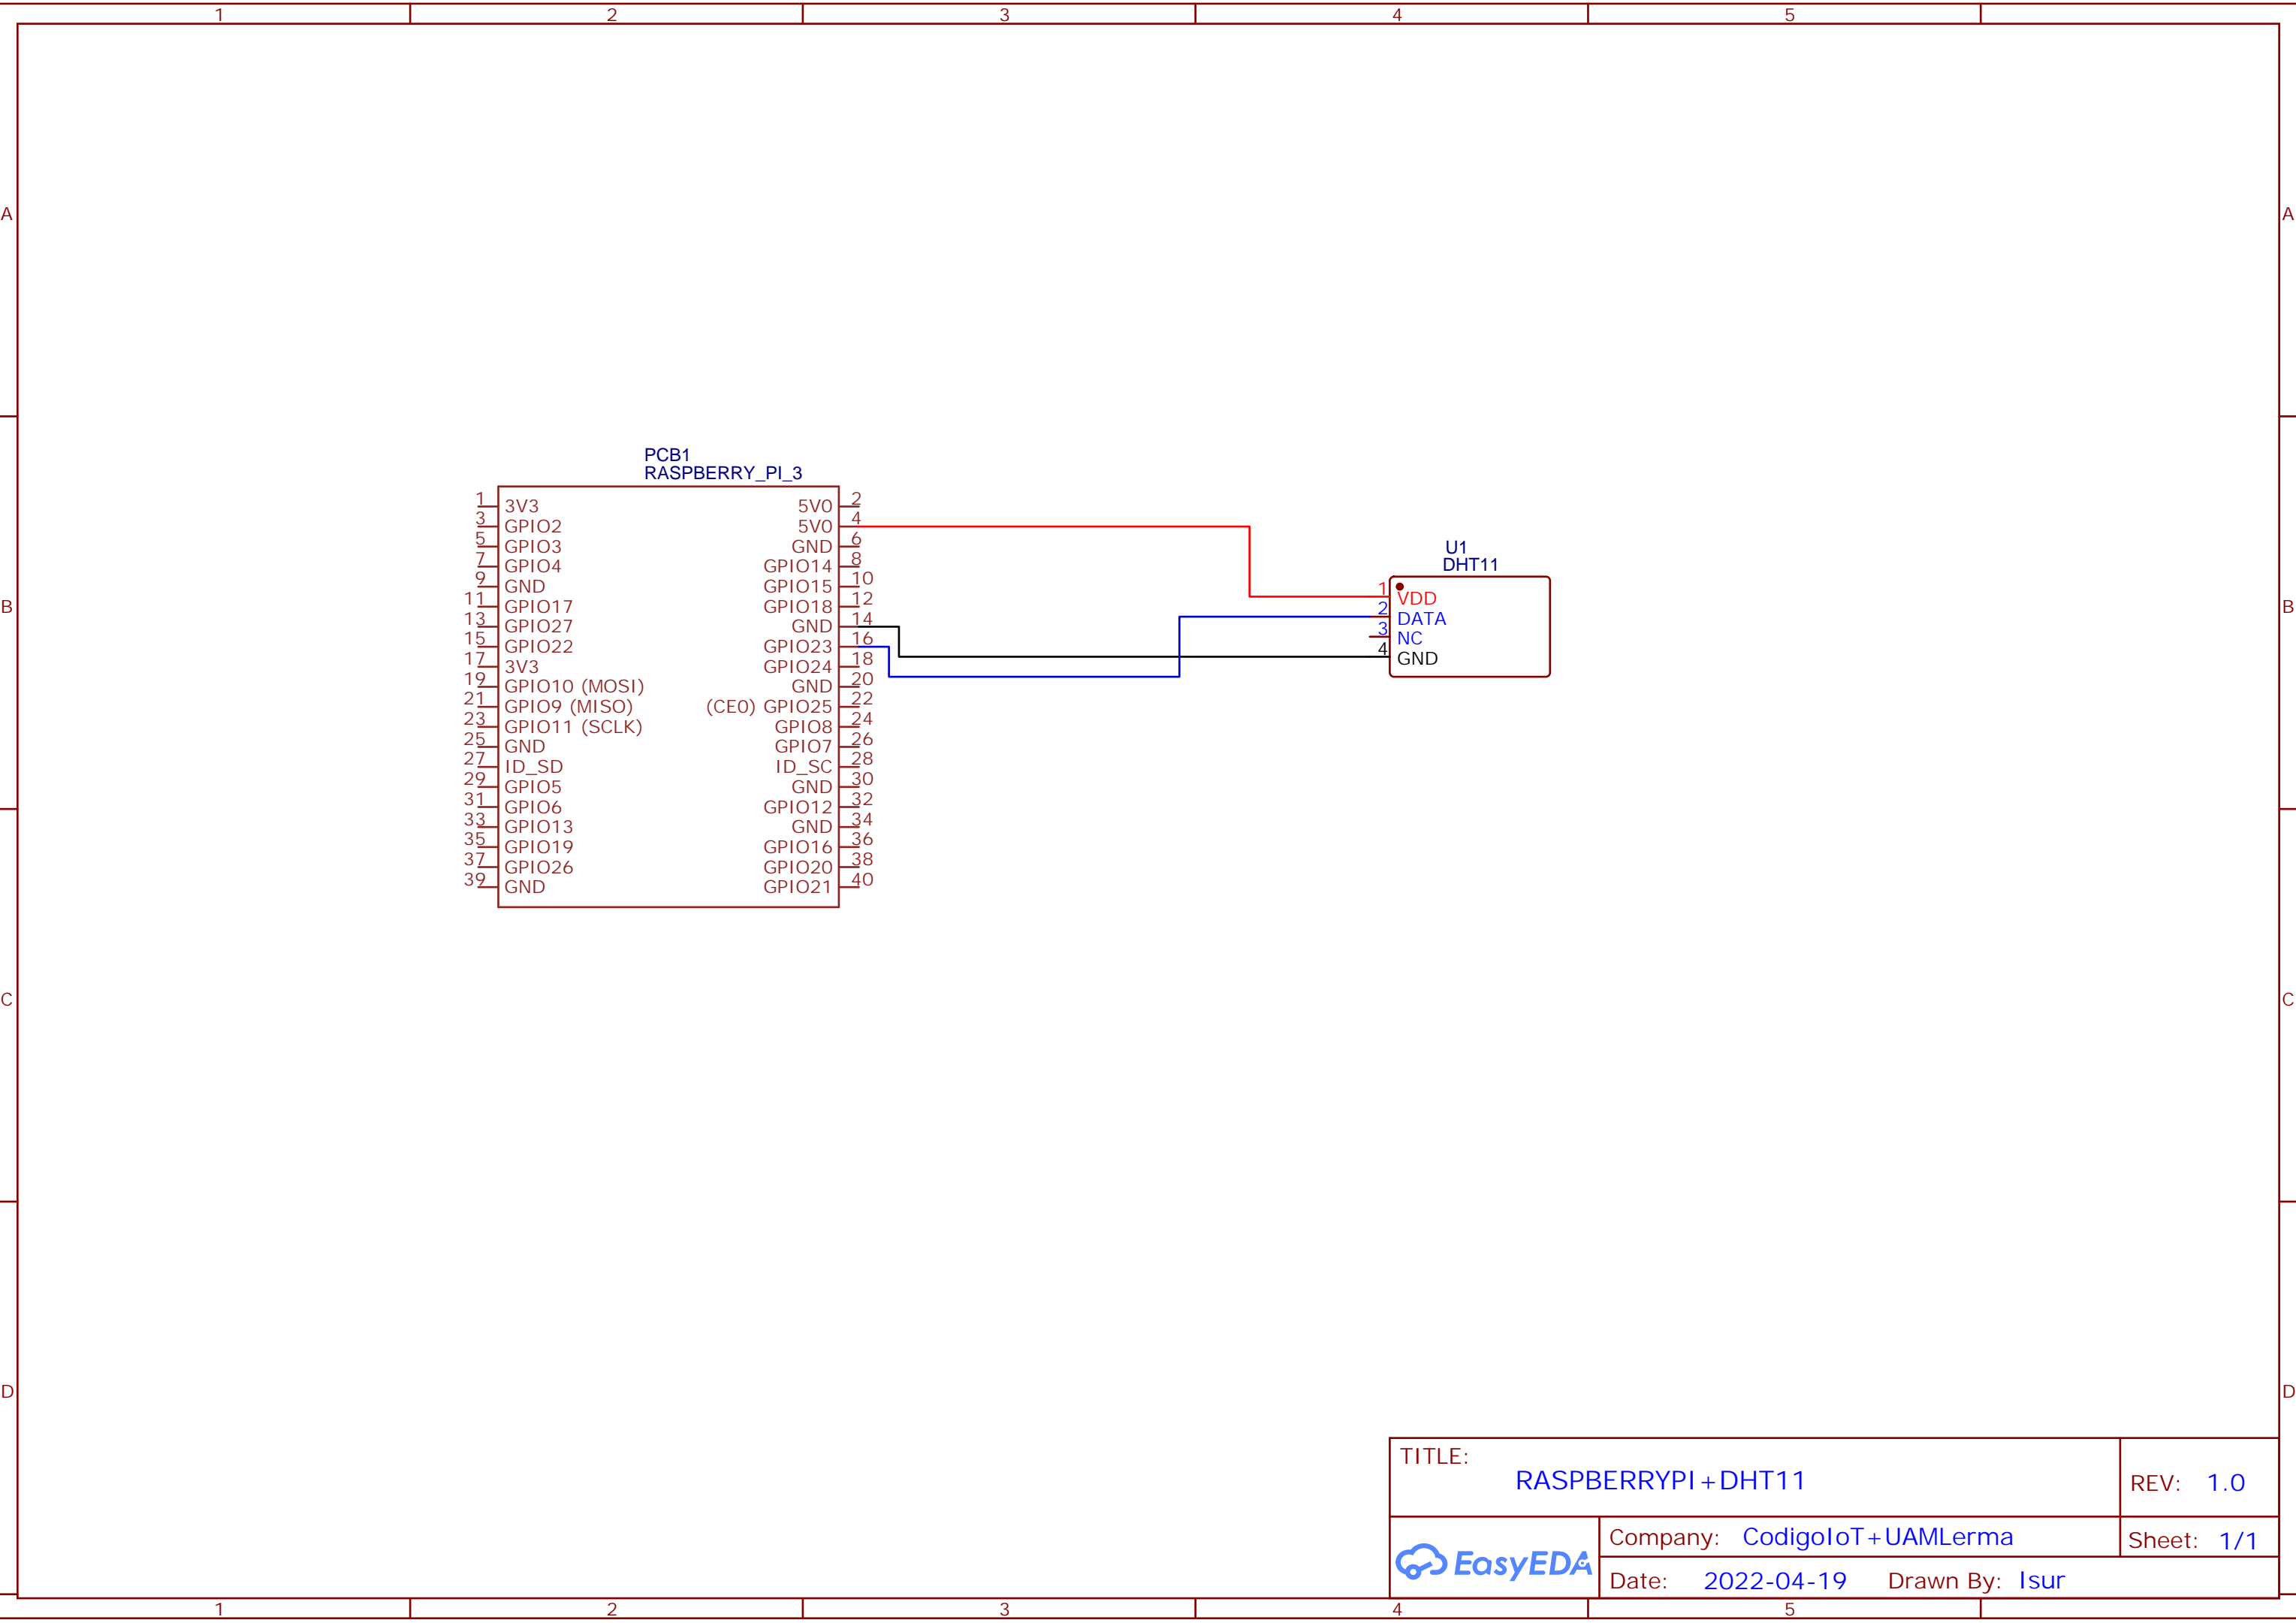 1 2 3 4 5
A A
PCB1
RASPBERRY_PI_3
1 3V3 5V0 2
3 GPIO2 5V0 4
5 GPIO3 GND 6
7 GPIO4 GPIO14 8
9 GND GPIO15 10
11 GPIO17 GPIO18 12
13 GPIO27 GND 14
15 GPIO22 GPIO23 16
17 3V3 GPIO24 18
19 GPIO10 (MOSI) GND 20
21 GPIO9 (MISO) (CE0) GPIO25 22
23 GPIO11 (SCLK) GPIO8 24
25 GND GPIO7 26
27 ID_SD ID_SC 28
29 GPIO5 GND 30
31 GPIO6 GPIO12 32
33 GPIO13 GND 34
35 GPIO19 GPIO16 36
37 GPIO26 GPIO20 38
39 GND GPIO21 40
U1
DHT11
1 VDD
2 DATA
3 NC
4 GND
B B
C C
D D
TITLE:
RASPBERRYPI+DHT11
REV: 1.0
EasyEDA
Company: CodigoIoT+UAMLerma
Sheet: 1/1
Date: 2022-04-19 Drawn By: Isur
1 2 3 4 5